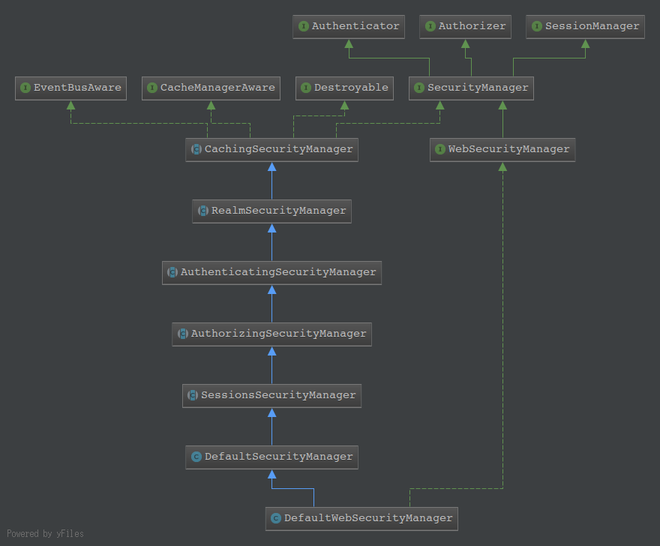 Authenticator
Authorizer
SessionManager
EventBusAware
CacheManagerAware
Destroyable
SecurityManager
CachingSecurityManager
WebSecurityManager
RealmSecurityManager
AuthenticatingSecurityManager
AuthorizingSecurityManager
SessionsSecurityManager
DefaultSecurityManager
DefaultWebSecurityManager
Powered by yFiles